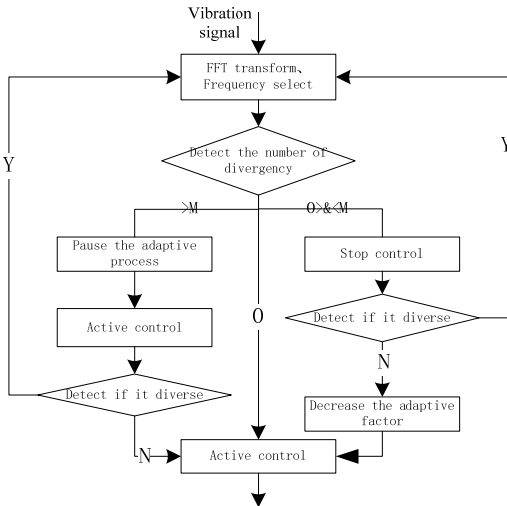 Vibration
signal
FFT transform、
Frequency select
Y
Y
Detect the number of
divergency
>M
0>&<M
Pause the adaptive
process
Stop control
Active control
0
Detect if it diverse
N
Detect if it diverse
Decrease the adaptive
factor
N
Active control